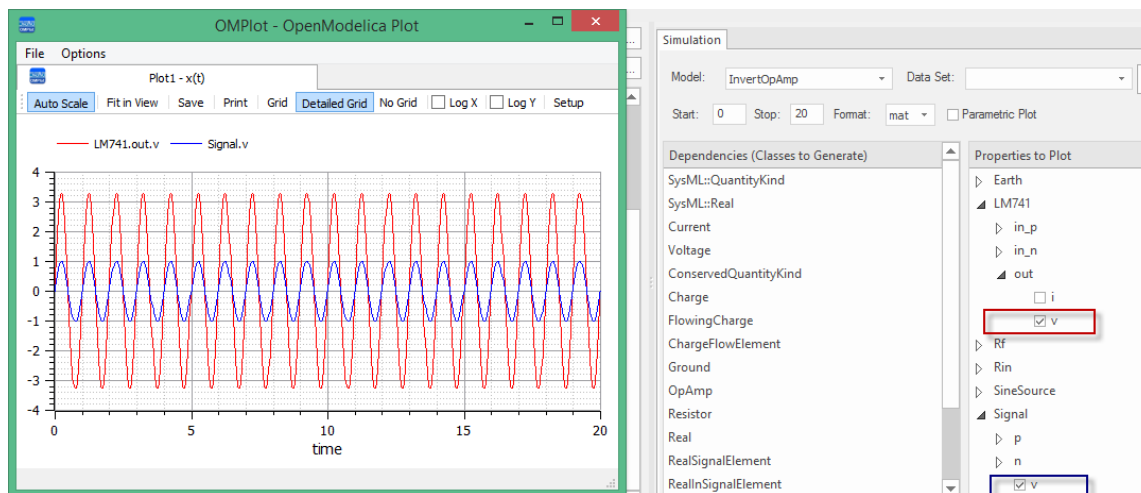 OMPlot - OpenModelica Plot
File Options
Plot1 - x(t)
Auto Scale Fit in View Save Print Grid Detailed Grid No Grid Log X Log Y Setup
LM741.out.v Signal.v
4
3
2
1
0
-1
-2
-3
-4
0 5 10 15 20
time
Simulation
Model: InvertOpAmp Data Set:
Start: 0 Stop: 20 Format: mat Parametric Plot
Dependencies (Classes to Generate)
SysML::QuantityKind
SysML::Real
Current
Voltage
ConservedQuantityKind
Charge
FlowingCharge
ChargeFlowElement
Ground
OpAmp
Resistor
Real
RealSignalElement
RealInSignalElement
Properties to Plot
Earth
LM741
in_p
in_n
out
i
v
Rf
Rin
SineSource
Signal
p
n
v